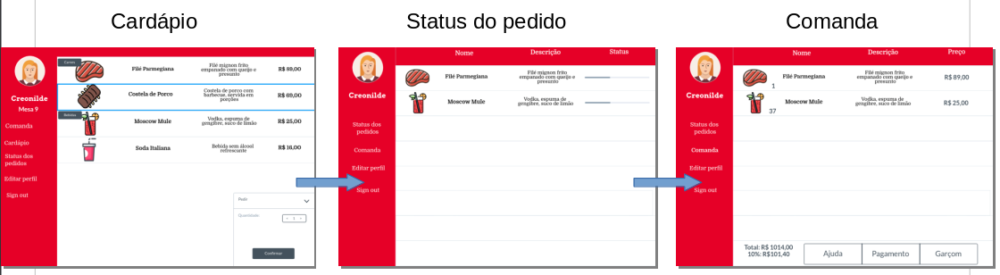 Cardápio
Status do pedido
Comanda
Creonilde
Mesa 9
Comanda
Cardápio
Status dos
pedidos
Editar perfil
Sign out
Carnes
Filé Parmegiana
Filé mignon frito
empanado com queijo e
presunto
R$ 89,00
Costela de Porco
Costela de porco com
barbecue, servida em
porções
R$ 69,00
Bebidas
Moscow Mule
Vodka, espuma de
gengibre, suco de limão
R$ 25,00
Soda Italiana
Bebida sem álcool
refrescante
R$ 16,00
Pedir
Quantidade
- 1 +
Confirmar
Nome
Descrição
Status
Creonilde
Status dos
pedidos
Comanda
Editar perfil
Sign out
Filé Parmegiana
Filé mignon frito
empanado com queijo e
presunto
Moscow Mule
Vodka, espuma de
gengibre, suco de limão
Nome
Descrição
Preço
Creonilde
Status dos
pedidos
Comanda
Editar perfil
Sign out
1
Filé Parmegiana
Filé mignon frito
empanado com queijo e
presunto
R$ 89,00
37
Moscow Mule
Vodka, espuma de
gengibre, suco de limão
R$ 25,00
Total: R$ 1014,00
10%: R$101,40
Ajuda
Pagamento
Garçom